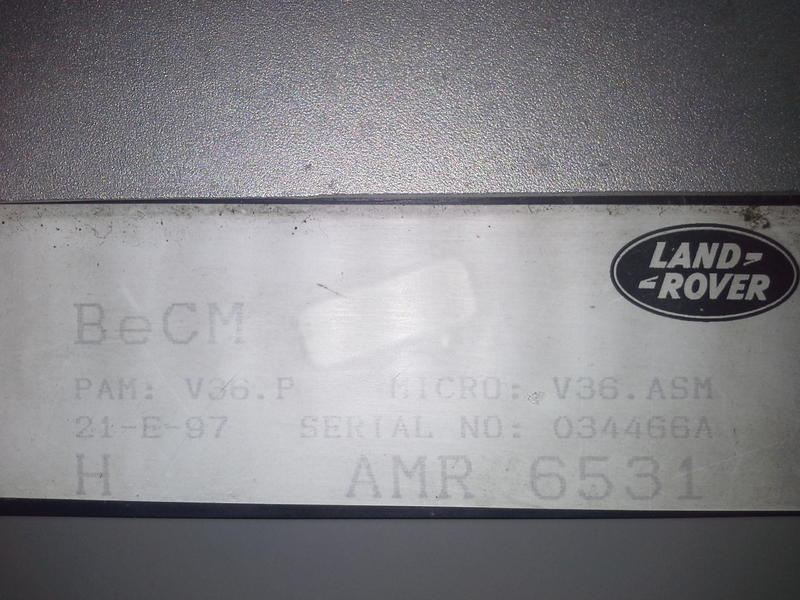 LAND-
-ROVER
BeCM
PAM: V36.P MICRO: V36.ASM
21-E-97 SERIAL NO: 034466A
H AMR 6531